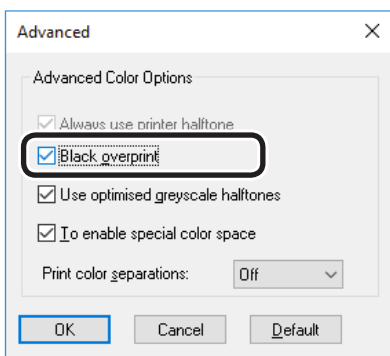 Advanced
Advanced Color Options
Always use printer halftone
Black overprint
Use optimised greyscale halftones
To enable special color space
Print color separations: Off
OK Cancel Default